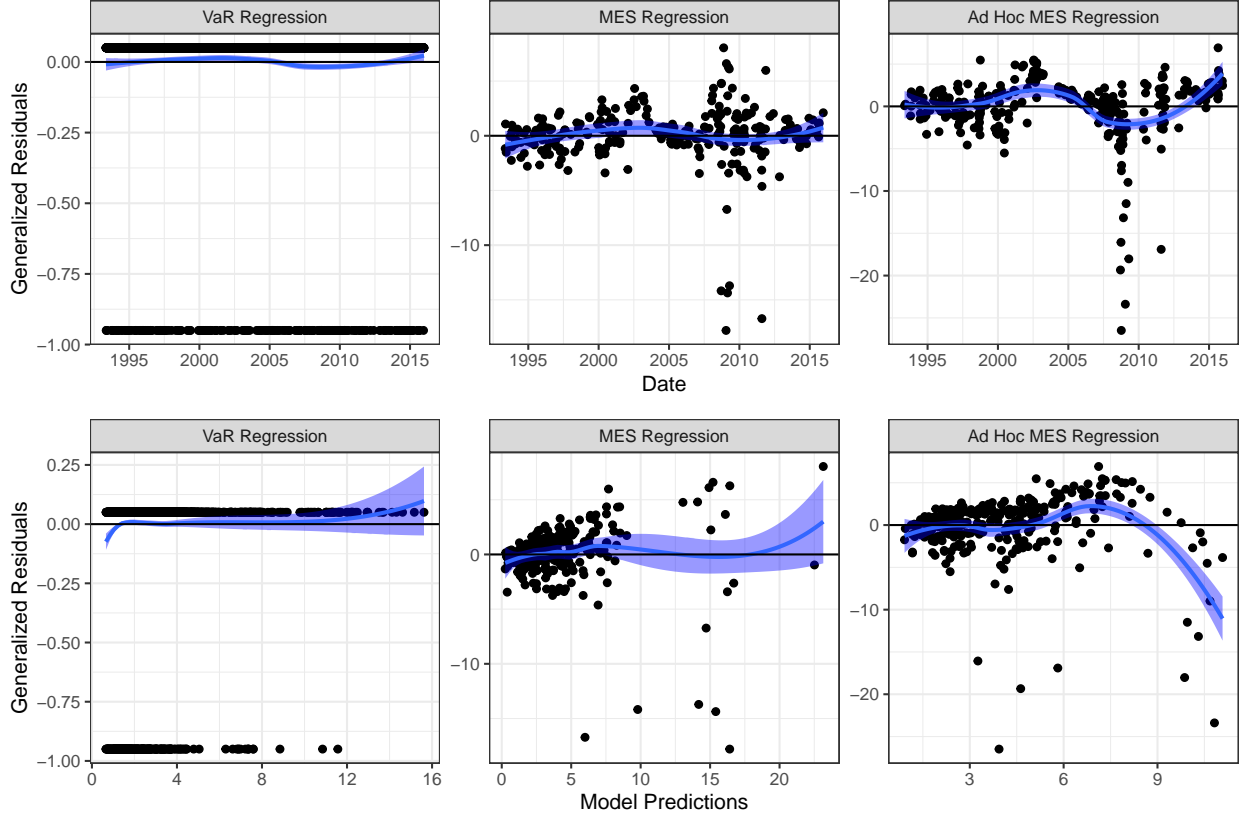 VaR Regression MES Regression Ad Hoc MES Regression
Generalized Residuals
0.00
−0.25
−0.50
−0.75
−1.00
0
−10
0
−10
−20
1995 2000 2005 2010 2015 1995 2000 2005 2010 2015 1995 2000 2005 2010 2015
Date
VaR Regression MES Regression Ad Hoc MES Regression
Generalized Residuals
0.25
0.00
−0.25
−0.50
−0.75
−1.00
0
−10
0
−10
−20
0 4 8 12 16 0 5 10 15 20 3 6 9
Model Predictions